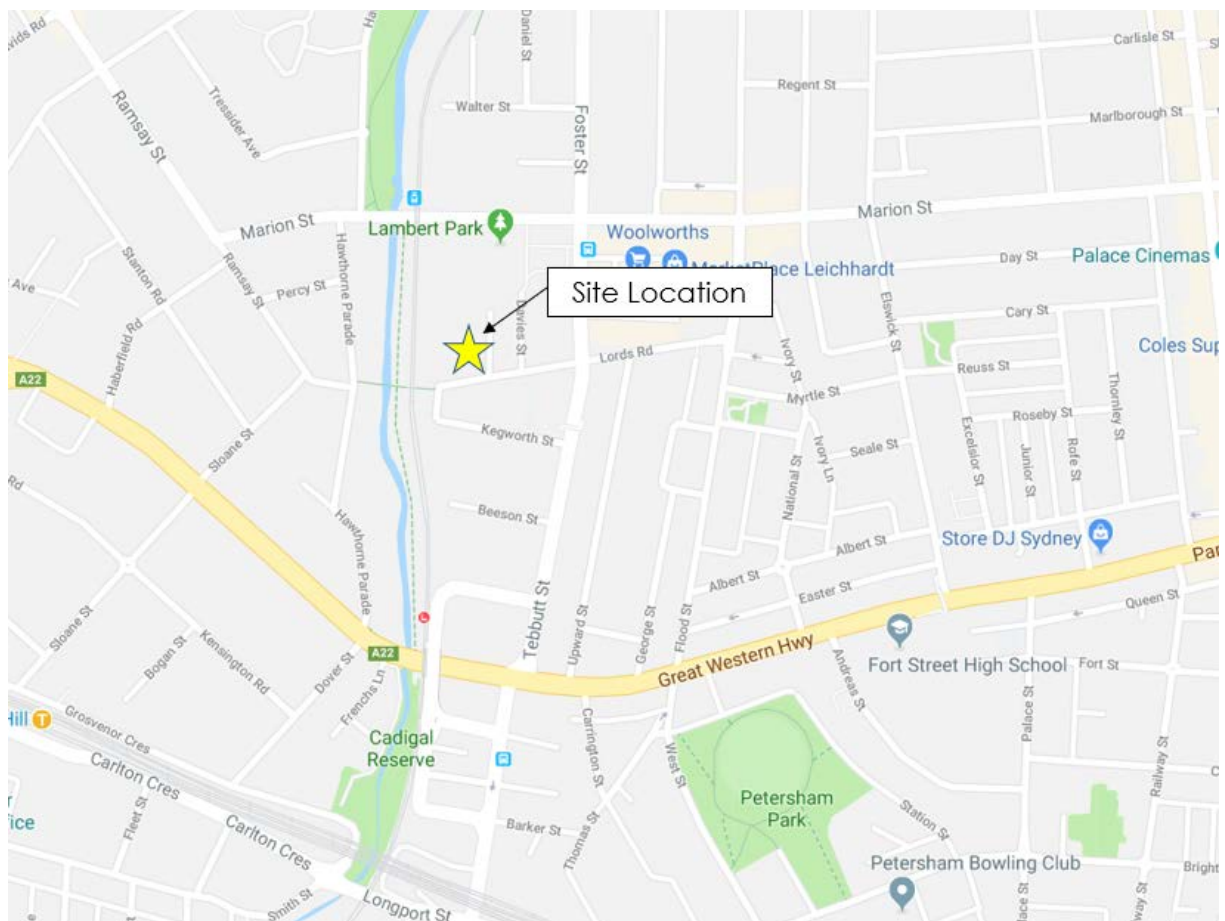 avids Rd
Ha
Daniel St
Carlisle St
Regent St
Tressider Ave
Walter St
Ramsay St
Foster St
Marlborough St
Marion St
Marion St
Lambert Park
Woolworths
MarketPlace Leichhardt
Day St
Palace Cinemas
Hawthorne Parade
Stanton Rd
Ramsay St
Percy St
Ave
Site Location
Davies St
Elswick St
Cary St
Haberfield Rd
Lords Rd
Ivory St
Coles Sup
A22
Reuss St
Myrtle St
Thornley St
Roseby St
Kegworth St
Sloane St
Excelsior St
Junior St
Rofe St
Ivory Ln
Seale St
National St
Rd
Beeson St
Hawthorne Parade
Albert St
Store DJ Sydney
Par
Albert St
Easter St
Queen St
Sloane St
Tebbutt St
Upward St
George St
Flood St
Great Western Hwy
Fort Street High School
Fort St
Bogan St
Kensington Rd
Dover St
A22
Frenchs Ln
Andreas St
Palace St
Railway St
Hill
T
Grosvenor Cres
Cadigal
Reserve
Carrington St
West St
Carlton Cres
Petersham
Park
Station St
Fleet St
fice
Barker St
Thomas St
Carlton Cres
Petersham Bowling Club
Bright
Smith St
Longport St
lace St
way St